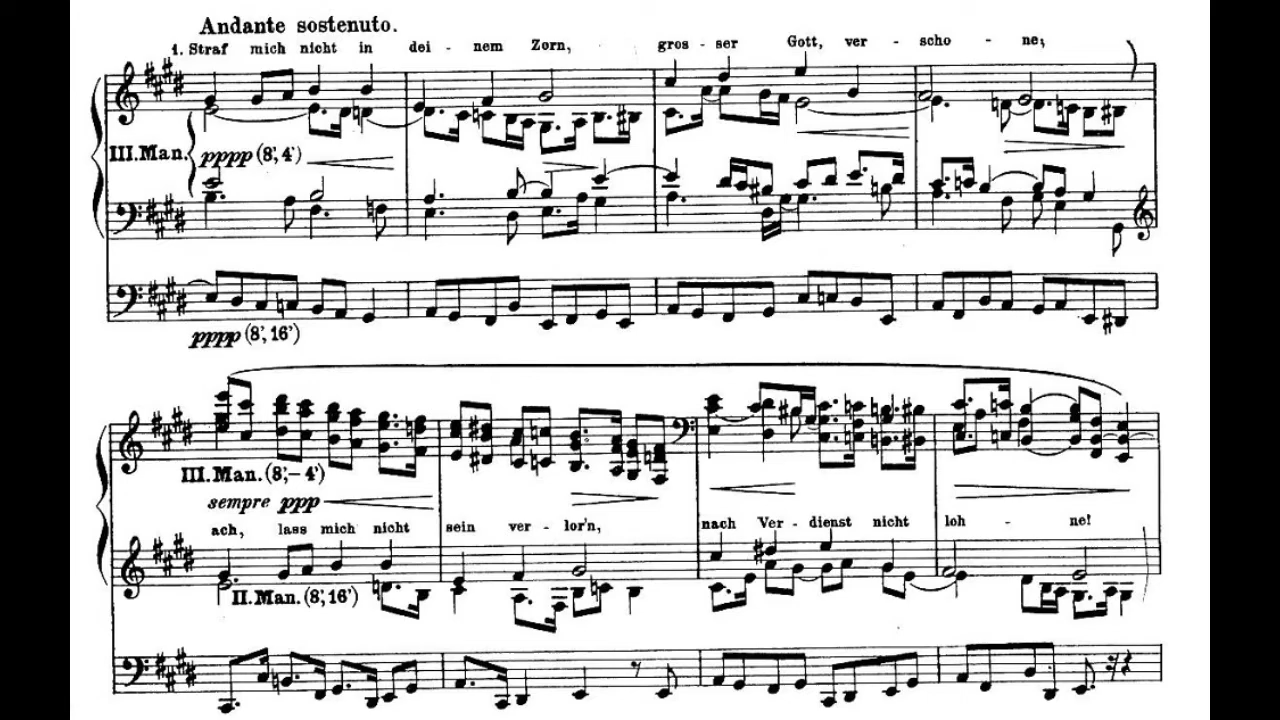 Andante sostenuto.
1. Straf mich nicht in dei - nem Zorn, gros - ser Gott, ver - scho - ne,
III. Man. pppp (8', 4')
pppp (8', 16')
III. Man. (8',– 4')
sempre ppp
ach, lass mich nicht sein ver - lor'n, nach Ver - dienst nicht loh - ne!
II. Man. (8', 16')